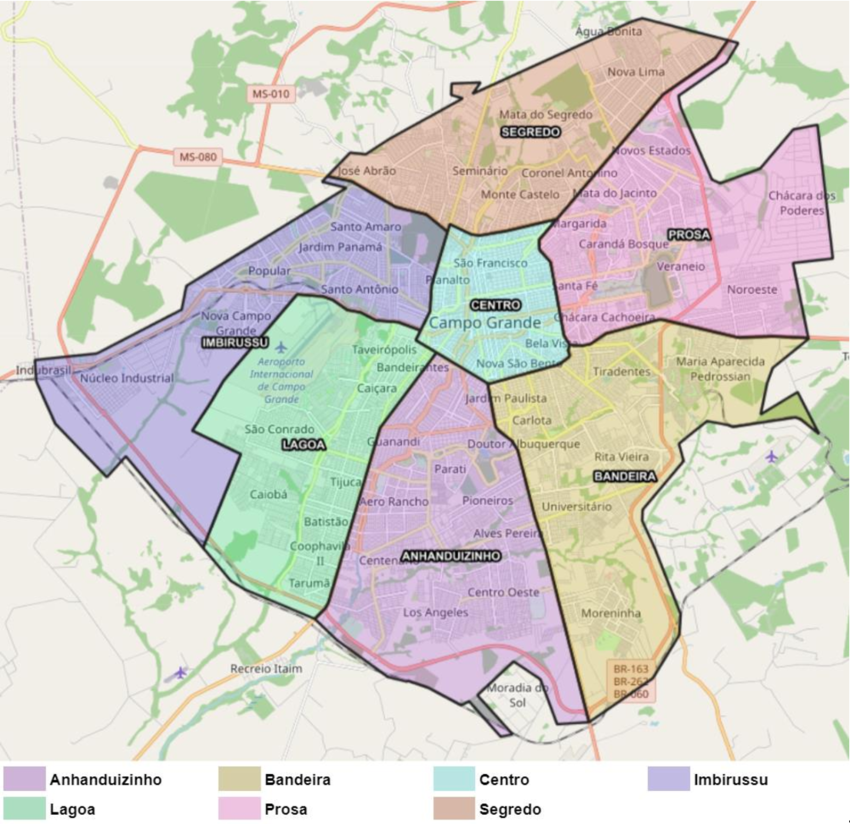 Água Bonita
Nova Lima
MS-010
Mata do Segredo
SEGREDO
MS-080
Novos Estados
José Abrão
Seminário
Coronel Antonino
Monte Castelo
Mata do Jacinto
Chácara dos
Poderes
Santo Amaro
Margarida
PROSA
Jardim Panamá
Carandá Bosque
São Francisco
Popular
Planalto
Veraneio
Santo Antônio
Santa Fé
Noroeste
CENTRO
Nova Campo
Grande
Campo Grande
Chácara Cachoeira
IMBIRUSSU
Taveirópolis
Bela Vista
Aeroporto
Internacional
de Campo
Grande
Bandeirantes
Nova São Bento
Maria Aparecida
Pedrossian
Indubrasil
Núcleo Industrial
Tiradentes
Caiçara
Jardim Paulista
Carlota
São Conrado
LAGOA
Guanandi
Doutor Albuquerque
Rita Vieira
Parati
BANDEIRA
Tijuca
Caiobá
Aero Rancho
Pioneiros
Universitário
Batistão
Alves Pereira
Coophavila
II
ANHANDUIZINHO
Tarumã
Centro Oeste
Los Angeles
Moreninha
Recreio Itaim
BR-163
BR-262
BR-060
Moradia do
Sol
Anhanduizinho Bandeira Centro Imbirussu
Lagoa Prosa Segredo